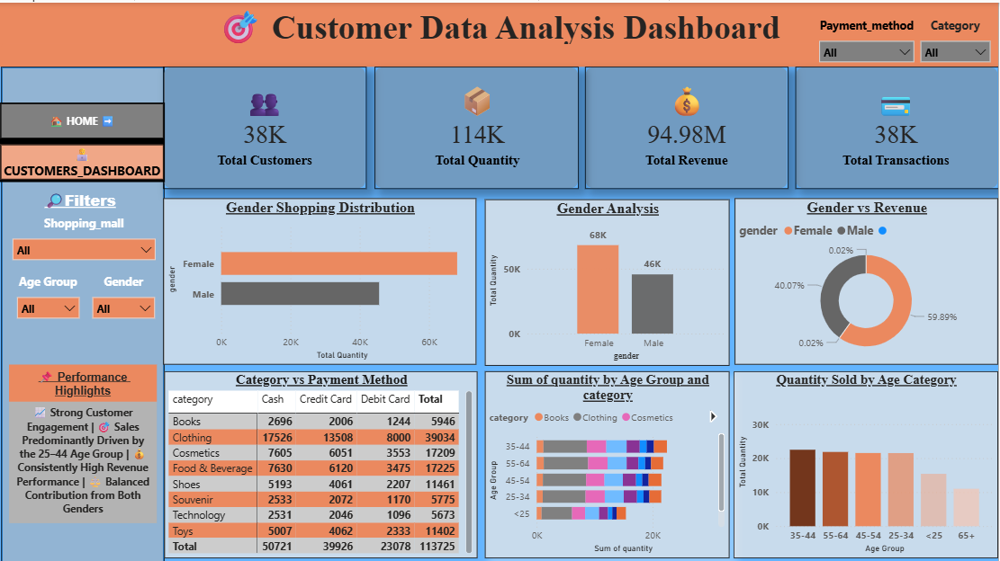 Customer Data Analysis Dashboard
Payment_method
Category
All
All
HOME
CUSTOMERS_DASHBOARD
Filters
Shopping_mall
All
Age Group
Gender
All
All
Performance
Highlights
Strong Customer
Engagement | Sales
Predominantly Driven by
the 25–44 Age Group |
Consistently High Revenue
Performance | Balanced
Contribution from Both
Genders
38K
Total Customers
114K
Total Quantity
94.98M
Total Revenue
38K
Total Transactions
Gender Shopping Distribution
gender
Female
Male
0K 20K 40K 60K
Total Quantity
Gender Analysis
Total Quantity
68K
46K
50K
0K
Female Male
gender
Gender vs Revenue
gender Female Male
0.02%
40.07%
59.89%
0.02%
Category vs Payment Method
category Cash Credit Card Debit Card Total
Books 2696 2006 1244 5946
Clothing 17526 13508 8000 39034
Cosmetics 7605 6051 3553 17209
Food & Beverage 7630 6120 3475 17225
Shoes 5193 4061 2207 11461
Souvenir 2533 2072 1170 5775
Technology 2531 2046 1096 5673
Toys 5007 4062 2333 11402
Total 50721 39926 23078 113725
Sum of quantity by Age Group and
category
category Books Clothing Cosmetics
Age Group
35-44
55-64
45-54
25-34
<25
0K 20K
Sum of quantity
Quantity Sold by Age Category
Total Quantity
30K
20K
10K
0K
35-44 55-64 45-54 25-34 <25 65+
Age Group